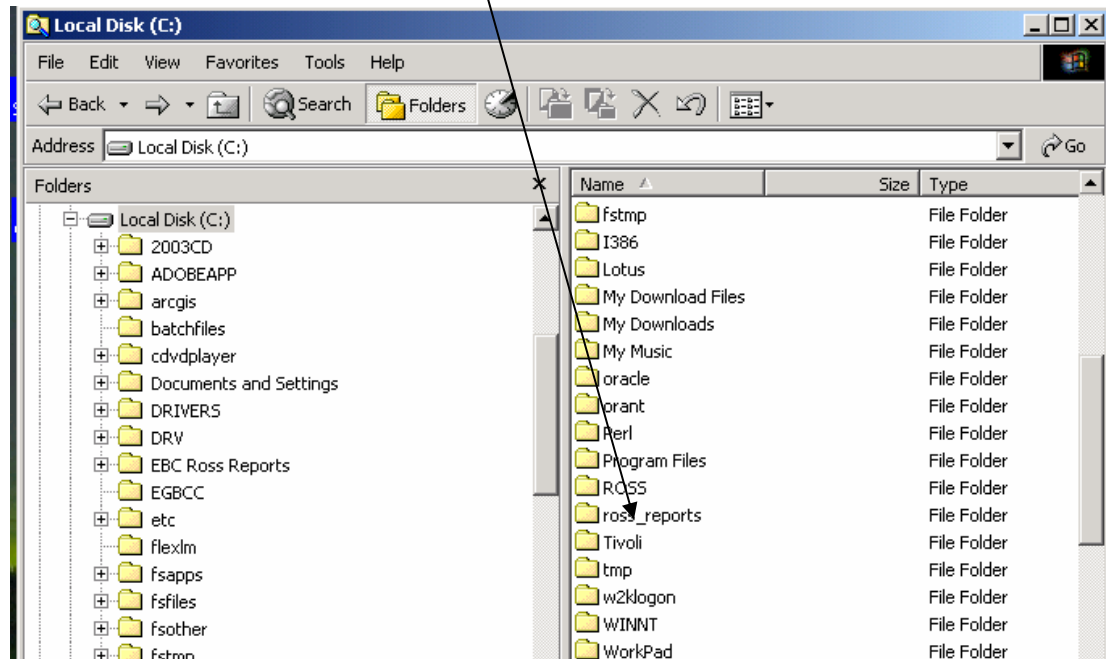 Local Disk (C:)
File Edit View Favorites Tools Help
Back Search Folders
Address Local Disk (C:) Go
Folders
Local Disk (C:)
2003CD
ADOBEAPP
arcgis
batchfiles
cdvdplayer
Documents and Settings
DRIVERS
DRV
EBC Ross Reports
EGBCC
etc
flexlm
fsapps
fsfiles
fsother
fstmp
Name Size Type
fstmp File Folder
I386 File Folder
Lotus File Folder
My Download Files File Folder
My Downloads File Folder
My Music File Folder
oracle File Folder
orant File Folder
Perl File Folder
Program Files File Folder
ROSS File Folder
ross_reports File Folder
Tivoli File Folder
tmp File Folder
w2klogon File Folder
WINNT File Folder
WorkPad File Folder